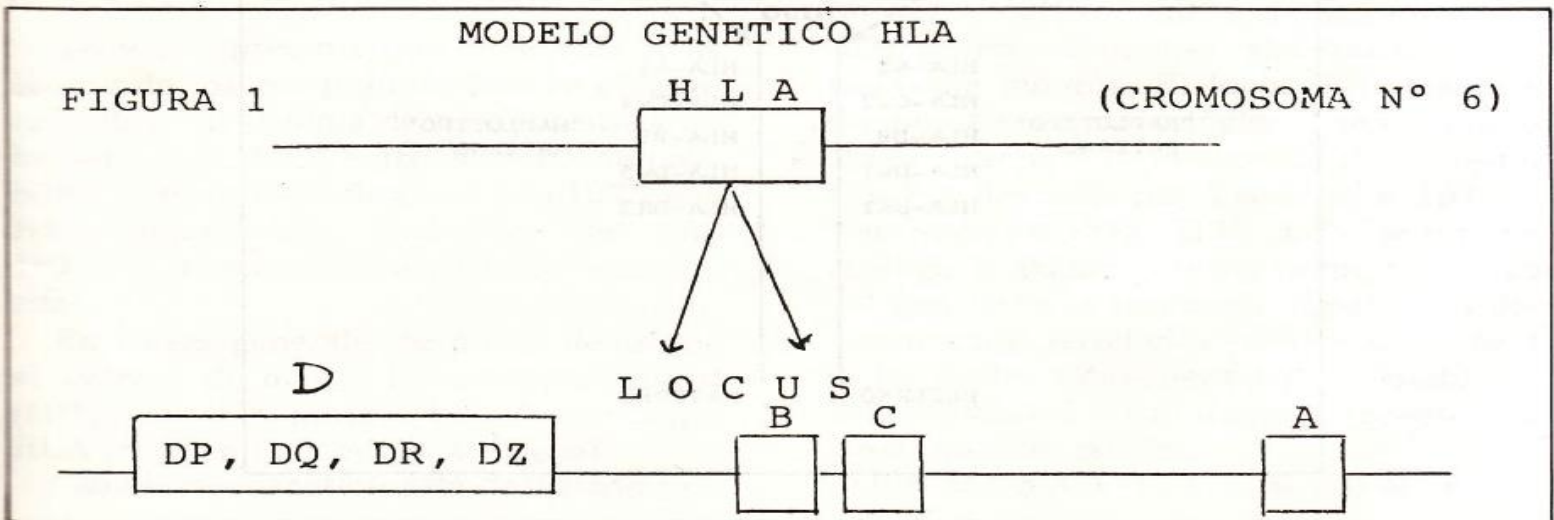 MODELO GENETICO HLA
FIGURA 1
H L A
(CROMOSOMA N° 6)
D
L O C U S
B C A
DP, DQ, DR, DZ